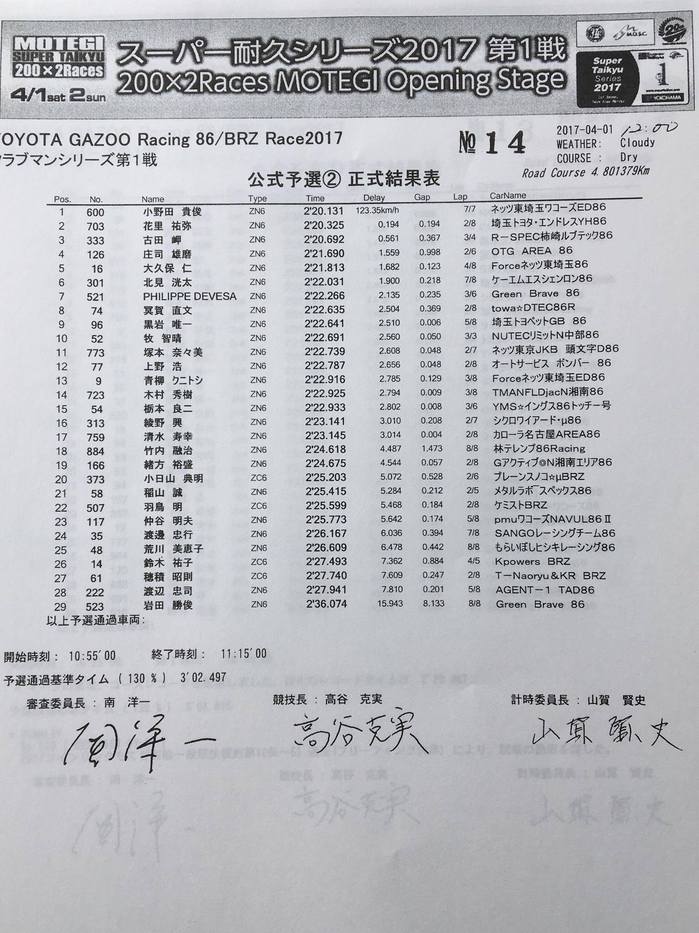 MOTEGI
SUPER TAIKYU
200×2Races
4/1sat 2sun
スーパー耐久シリーズ2017 第1戦
200×2Races MOTEGI Opening Stage
Super
Taikyu
Series
2017
1
YOKOHAMA
TOYOTA GAZOO Racing 86/BRZ Race2017
クラブマンシリーズ第1戦
№ 14
2017-04-01 12:00
WEATHER: Cloudy
COURSE : Dry
Road Course 4.801379Km
公式予選② 正式結果表
Pos. No. Name Type Time Delay Gap Lap CarName
1 600 小野田 貴俊 ZN6 2'20.131 123.35km/h 7/7 ネッツ東埼玉ワコーズED86
2 703 花里 祐弥 ZN6 2'20.325 0.194 0.194 2/8 埼玉トヨタ・エンドレスYH86
3 333 古田 岬 ZN6 2'20.692 0.561 0.367 3/4 R-SPEC柿崎ルブテック86
4 126 庄司 雄磨 ZN6 2'21.690 1.559 0.998 2/6 OTG AREA 86
5 16 大久保 仁 ZN6 2'21.813 1.682 0.123 4/8 Forceネッツ東埼玉86
6 301 北見 洸太 ZN6 2'22.031 1.900 0.218 7/8 ケーエムエスシェンロン86
7 521 PHILIPPE DEVESA ZN6 2'22.266 2.135 0.235 3/6 Green Brave 86
8 74 冥賀 直文 ZN6 2'22.635 2.504 0.369 2/8 towa☆DTEC86R
9 96 黒岩 唯一 ZN6 2'22.641 2.510 0.006 5/8 埼玉トヨペットGB 86
10 52 牧 智晴 ZN6 2'22.691 2.560 0.050 3/3 NUTECリミットN中部86
11 773 塚本 奈々美 ZN6 2'22.739 2.608 0.048 2/7 ネッツ東京JKB 頭文字D86
12 77 上野 浩 ZN6 2'22.787 2.656 0.048 2/8 オートサービス ボンバー 86
13 9 青柳 クニトシ ZN6 2'22.916 2.785 0.129 3/8 Forceネッツ東埼玉ED86
14 723 木村 秀樹 ZN6 2'22.925 2.794 0.009 3/8 TMANFLDjacN湘南86
15 54 栃本 良二 ZN6 2'22.933 2.802 0.008 3/6 YMS☆イングス86トッチー号
16 313 綾野 興 ZN6 2'23.141 3.010 0.208 2/7 シクロワイアード・μ86
17 759 清水 寿幸 ZN6 2'23.145 3.014 0.004 2/8 カローラ名古屋AREA86
18 884 竹内 融治 ZN6 2'24.618 4.487 1.473 8/8 林テレンプ86Racing
19 166 緒方 裕盛 ZN6 2'24.675 4.544 0.057 2/8 Gアクティブ@N湘南エリア86
20 373 小日山 典明 ZC6 2'25.203 5.072 0.528 2/6 ブレーンスノコ☆μBRZ
21 58 稲山 誠 ZN6 2'25.415 5.284 0.212 2/5 メタルラボ スペックス86
22 507 羽鳥 明 ZC6 2'25.599 5.468 0.184 2/8 ケミストBRZ
23 117 仲谷 明夫 ZN6 2'25.773 5.642 0.174 5/8 pmuワコーズNAVUL86Ⅱ
24 35 渡邊 忠行 ZN6 2'26.167 6.036 0.394 7/8 SANGOレーシングチーム86
25 48 荒川 美恵子 ZN6 2'26.609 6.478 0.442 8/8 もらいぼしヒシキレーシング86
26 14 鈴木 祐子 ZC6 2'27.493 7.362 0.884 4/5 Kpowers BRZ
27 61 穂積 昭則 ZC6 2'27.740 7.609 0.247 2/8 T-Naoryu&KR BRZ
28 222 渡辺 忠司 ZN6 2'27.941 7.810 0.201 5/8 AGENT-1 TAD86
29 523 岩田 勝俊 ZN6 2'36.074 15.943 8.133 8/8 Green Brave 86
以上予選通過車両:
開始時刻: 10:55'00 終了時刻: 11:15'00
予選通過基準タイム (130 %) 3'02.497
審査委員長: 南 洋一 競技長: 高谷 克実 計時委員長: 山賀 賢史
南洋一 高谷克実 山賀賢史